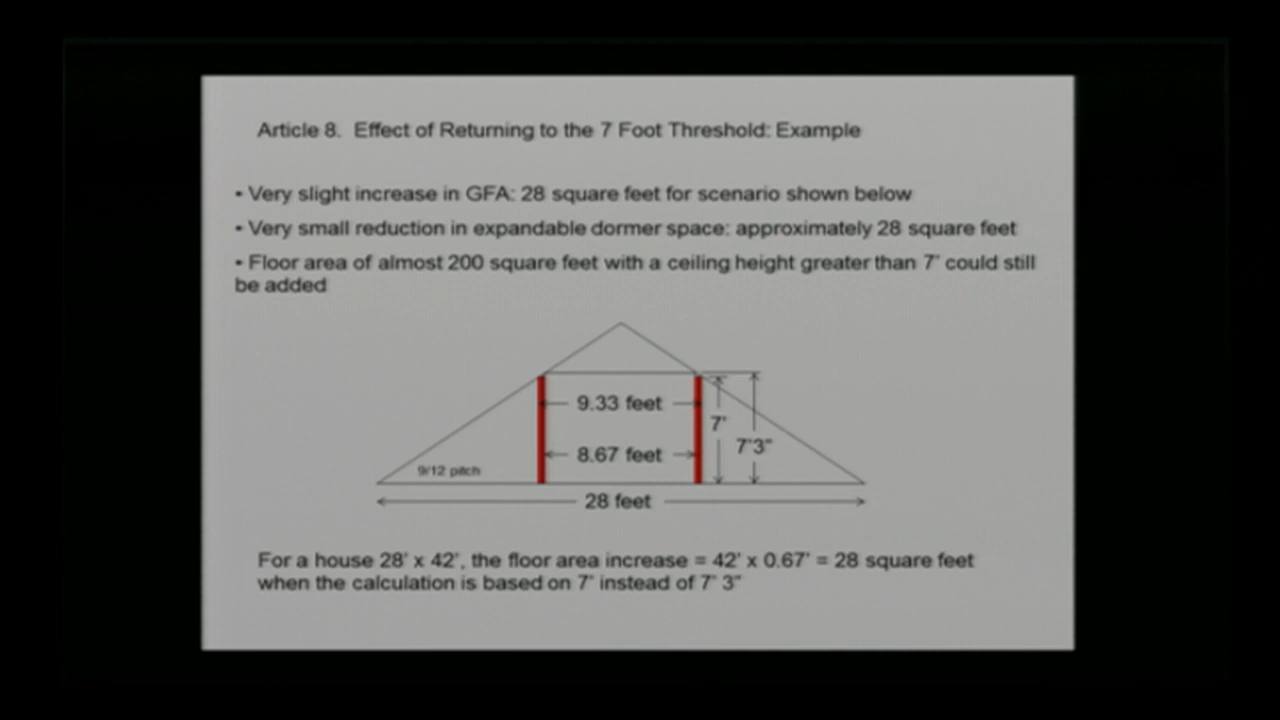 Article 8. Effect of Returning to the 7 Foot Threshold: Example
• Very slight increase in GFA: 28 square feet for scenario shown below
• Very small reduction in expandable dormer space: approximately 28 square feet
• Floor area of almost 200 square feet with a ceiling height greater than 7' could still
be added
9.33 feet
7'
7'3"
8.67 feet
9/12 pitch
28 feet
For a house 28' x 42', the floor area increase = 42' x 0.67' = 28 square feet
when the calculation is based on 7' instead of 7' 3"